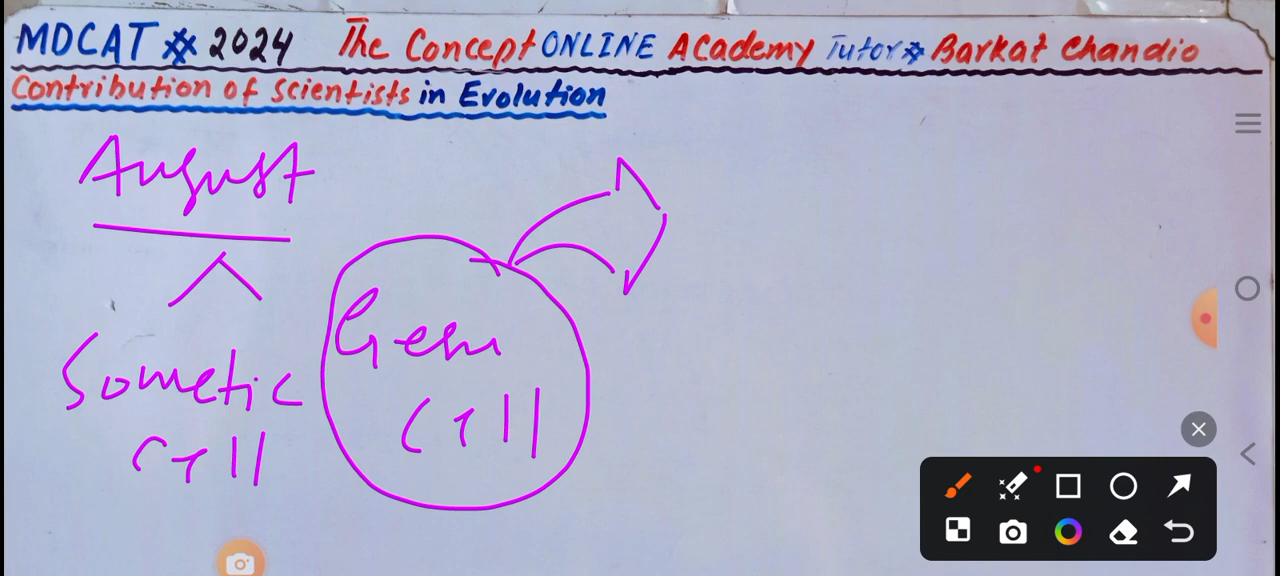 MDCAT # 2024 The Concept ONLINE Academy Tutor # Barkat Chandio
Contribution of Scientists in Evolution
August
Sometic Germ
Cell Cell